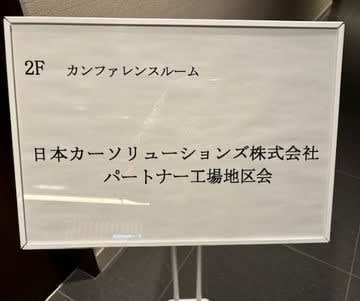 2F カンファレンスルーム
日本カーソリューションズ株式会社
パートナー工場地区会